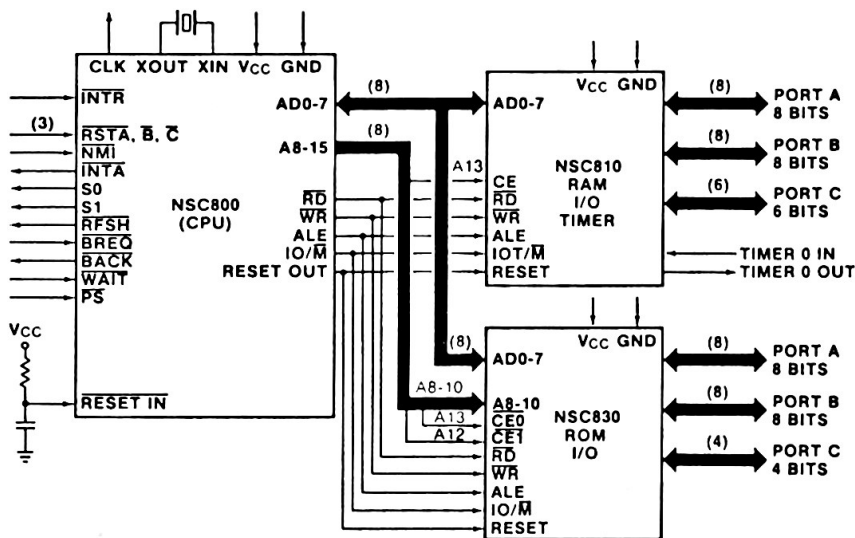 CLK XOUT XIN VCC GND
INTR
(3)
RSTA, B, C
NMI
INTA
S0
S1
RFSH
BREQ
BACK
WAIT
PS
VCC
RESET IN
NSC800
(CPU)
AD0-7
A8-15
RD
WR
ALE
IO/M
RESET OUT
(8)
(8)
A13
VCC GND
AD0-7
CE
RD
WR
ALE
IOT/M
RESET
NSC810
RAM
I/O
TIMER
(8)
PORT A
8 BITS
(8)
PORT B
8 BITS
(6)
PORT C
6 BITS
TIMER 0 IN
TIMER 0 OUT
(8)
A8-10
A13
A12
VCC GND
AD0-7
A8-10
CE0
CE1
RD
WR
ALE
IO/M
RESET
NSC830
ROM
I/O
(8)
PORT A
8 BITS
(8)
PORT B
8 BITS
(4)
PORT C
4 BITS